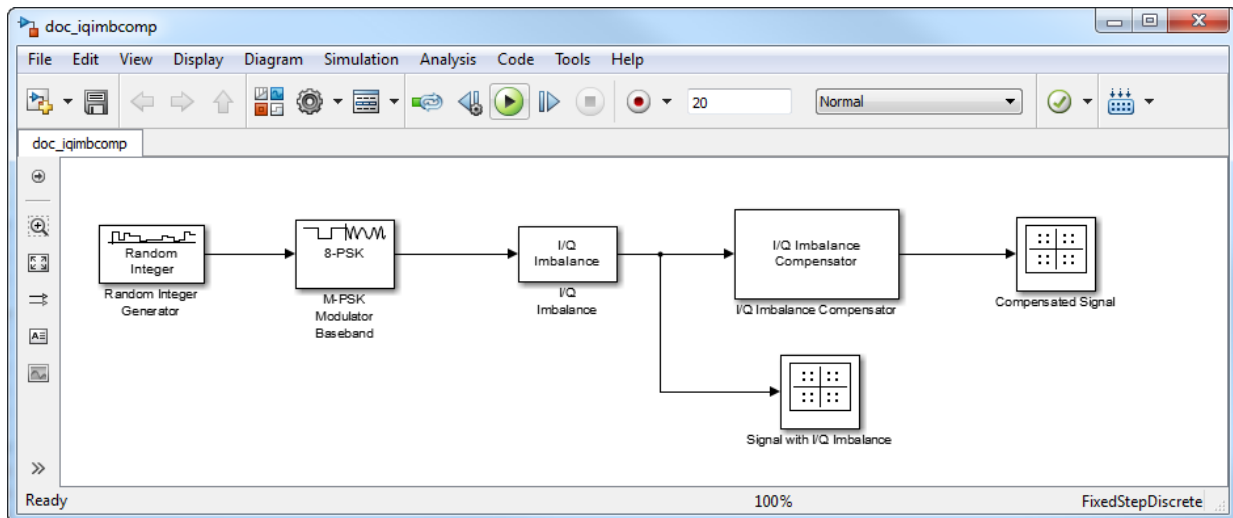 doc_iqimbcomp
File Edit View Display Diagram Simulation Analysis Code Tools Help
20 Normal
doc_iqimbcomp
Random
Integer
Random Integer
Generator
8-PSK
M-PSK
Modulator
Baseband
I/Q
Imbalance
I/Q
Imbalance
I/Q Imbalance
Compensator
I/Q Imbalance Compensator
Compensated Signal
Signal with I/Q Imbalance
A
Ready 100% FixedStepDiscrete